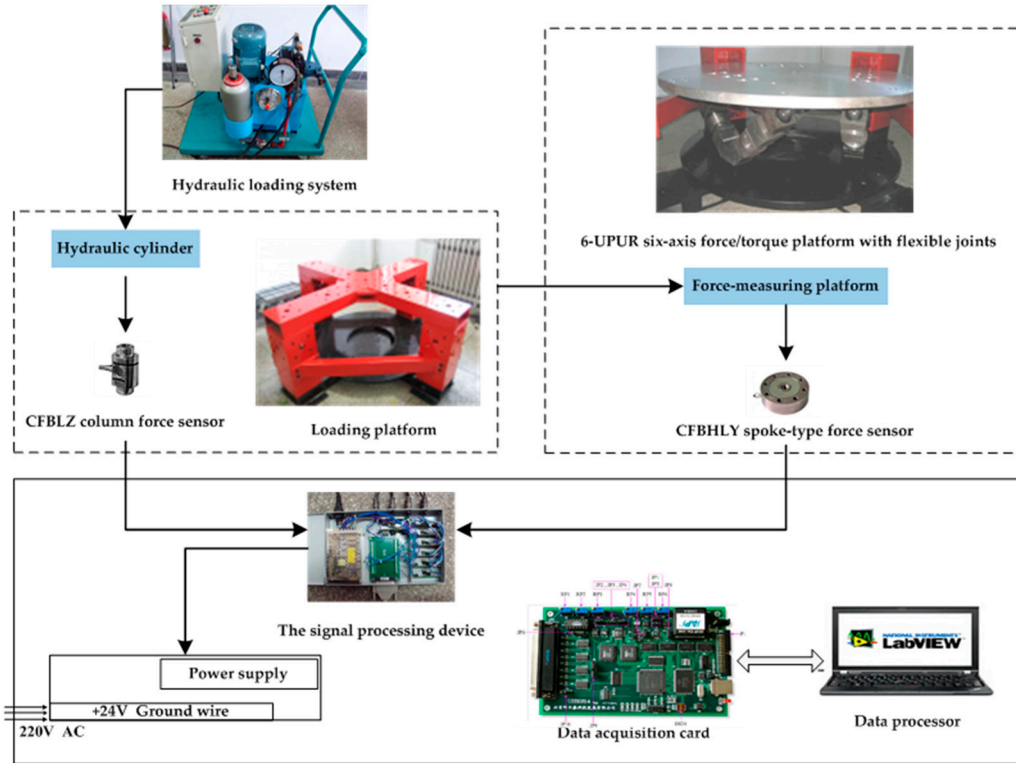 Hydraulic loading system
6-UPUR six-axis force/torque platform with flexible joints
Hydraulic cylinder
Force-measuring platform
CFBLZ column force sensor
Loading platform
CFBHLY spoke-type force sensor
The signal processing device
Power supply
+24V Ground wire
220V AC
NATIONAL INSTRUMENTS
LabVIEW
Data acquisition card
Data processor